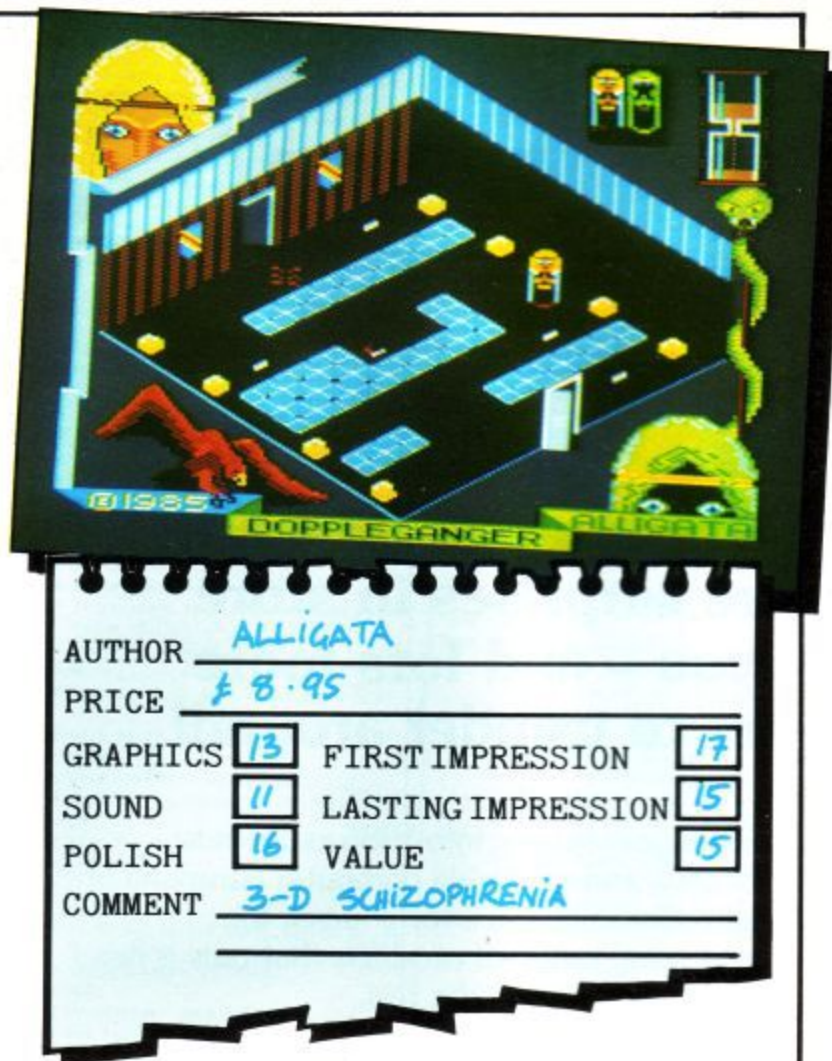 ©1985
DOPPLEGANGER
ALLIGATA
AUTHOR ALLIGATA
PRICE £8.95
GRAPHICS 13 FIRST IMPRESSION 17
SOUND 11 LASTING IMPRESSION 15
POLISH 16 VALUE 15
COMMENT 3-D SCHIZOPHRENIA